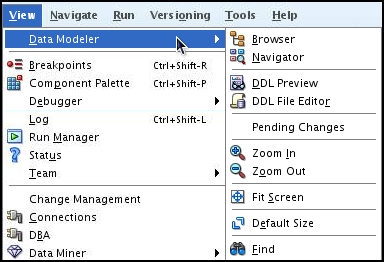 View Navigate Run Versioning Tools Help
Data Modeler
Breakpoints Ctrl+Shift-R
Component Palette Ctrl+Shift-P
Debugger
Log Ctrl+Shift-L
Run Manager
Status
Team
Change Management
Connections
DBA
Data Miner
Browser
Navigator
DDL Preview
DDL File Editor
Pending Changes
Zoom In
Zoom Out
Fit Screen
Default Size
Find